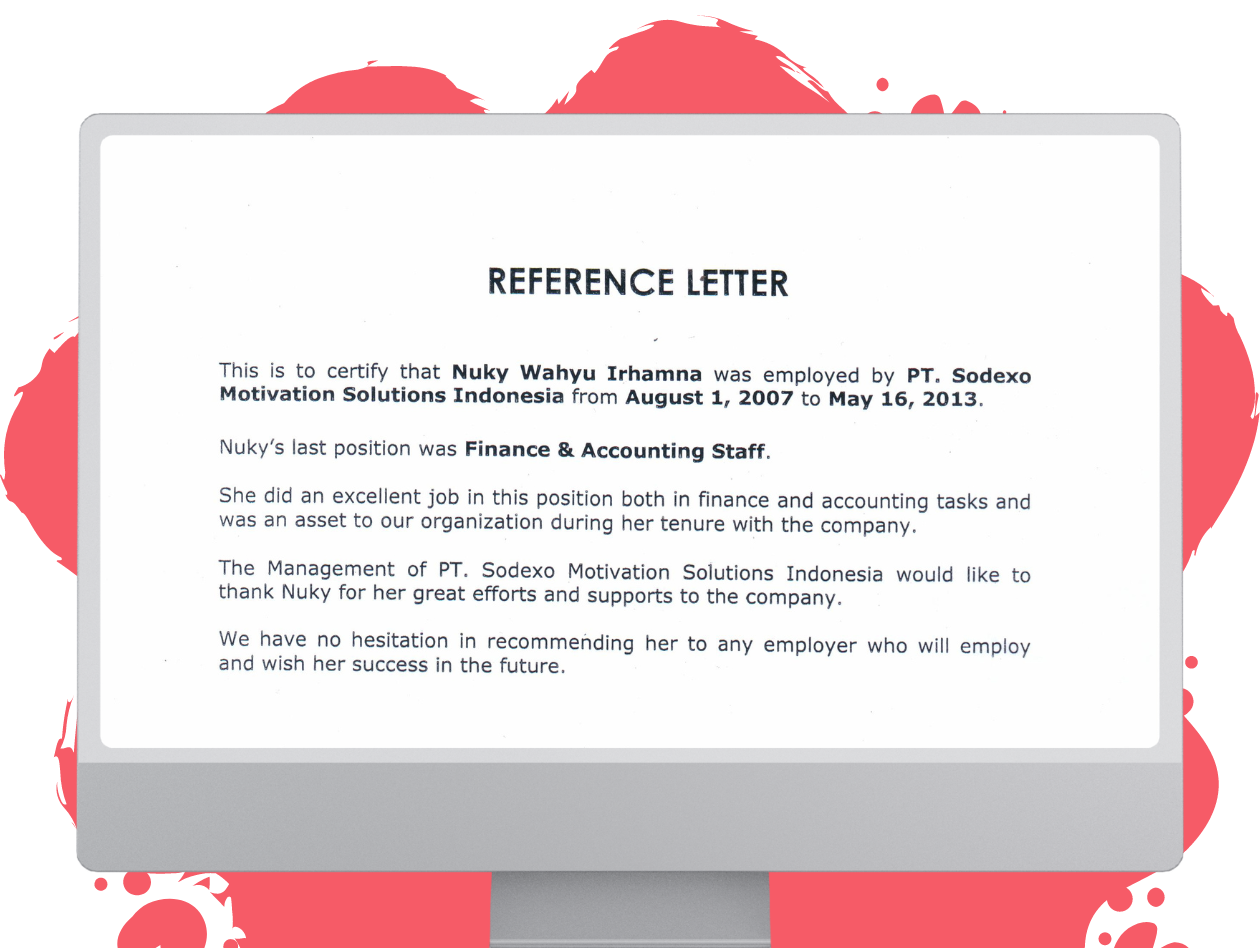 REFERENCE LETTER
This is to certify that Nuky Wahyu Irhamna was employed by PT. Sodexo
Motivation Solutions Indonesia from August 1, 2007 to May 16, 2013.
Nuky's last position was Finance & Accounting Staff.
She did an excellent job in this position both in finance and accounting tasks and
was an asset to our organization during her tenure with the company.
The Management of PT. Sodexo Motivation Solutions Indonesia would like to
thank Nuky for her great efforts and supports to the company.
We have no hesitation in recommending her to any employer who will employ
and wish her success in the future.